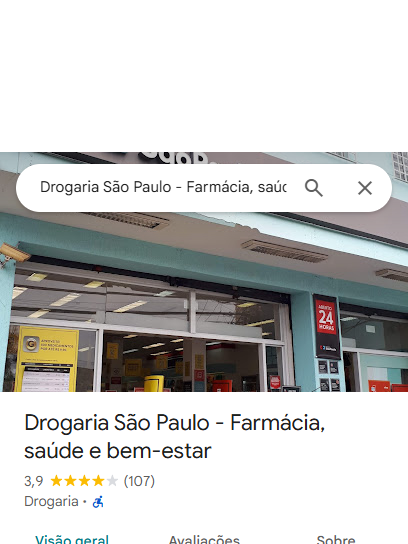 Drogaria São Paulo - Farmácia, saúd
ABERTO
24
HORAS
Drogaria São Paulo - Farmácia,
saúde e bem-estar
3,9 (107)
Drogaria ·
Visão geral Avaliações Sobre